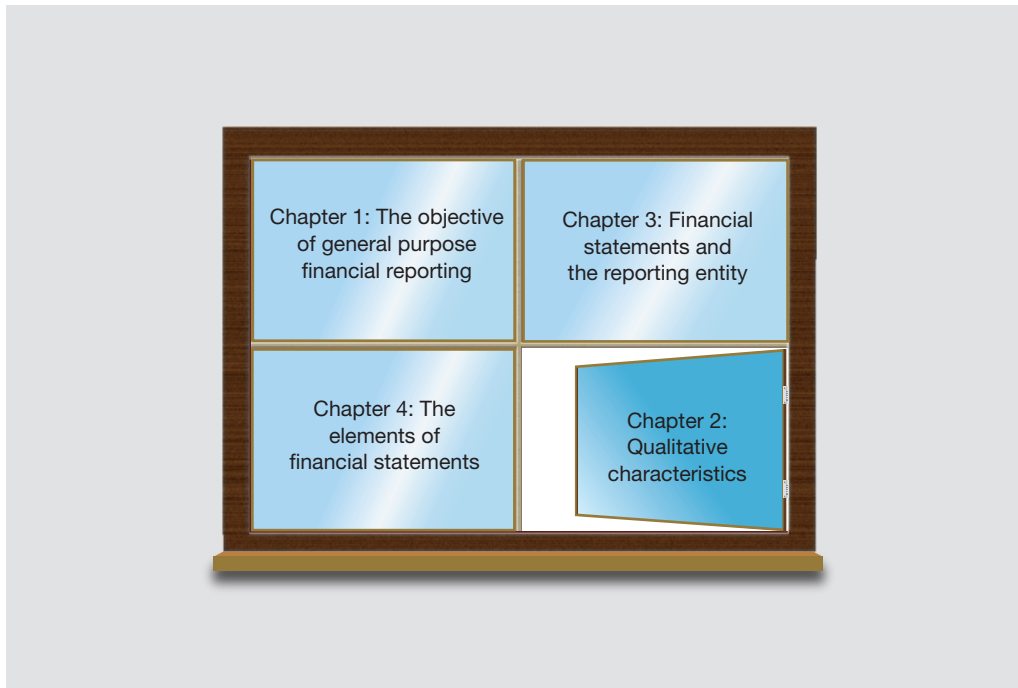 Chapter 1: The objective
of general purpose
financial reporting
Chapter 3: Financial
statements and
the reporting entity
Chapter 4: The
elements of
financial statements
Chapter 2:
Qualitative
characteristics